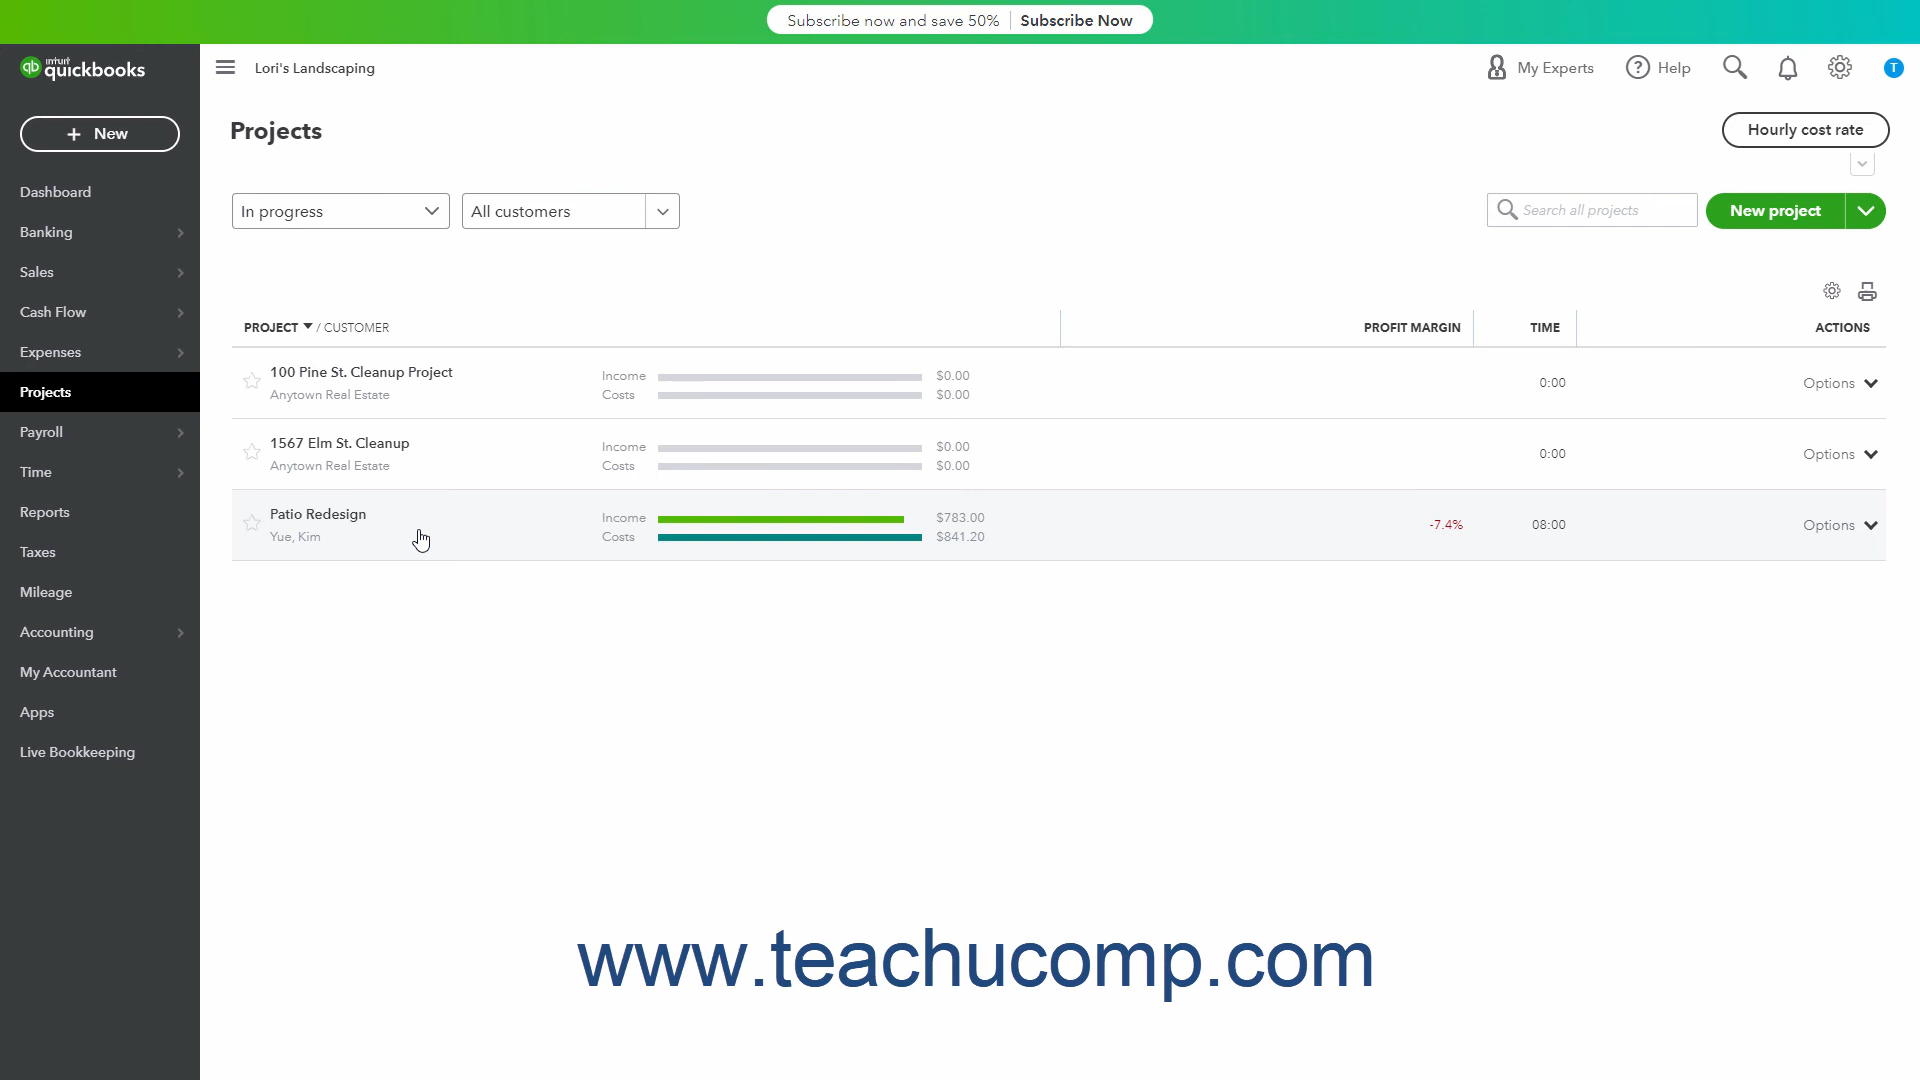 Subscribe now and save 50% Subscribe Now
intuit quickbooks
Lori's Landscaping
My Experts
Help
T
+ New
Projects
Hourly cost rate
Dashboard
Banking
Sales
Cash Flow
Expenses
Projects
Payroll
Time
Reports
Taxes
Mileage
Accounting
My Accountant
Apps
Live Bookkeeping
In progress
All customers
Search all projects
New project
PROJECT / CUSTOMER PROFIT MARGIN TIME ACTIONS
100 Pine St. Cleanup Project
Anytown Real Estate
Income $0.00
Costs $0.00
0:00
Options
1567 Elm St. Cleanup
Anytown Real Estate
Income $0.00
Costs $0.00
0:00
Options
Patio Redesign
Yue, Kim
Income $783.00
Costs $841.20
-7.4%
08:00
Options
www.teachucomp.com